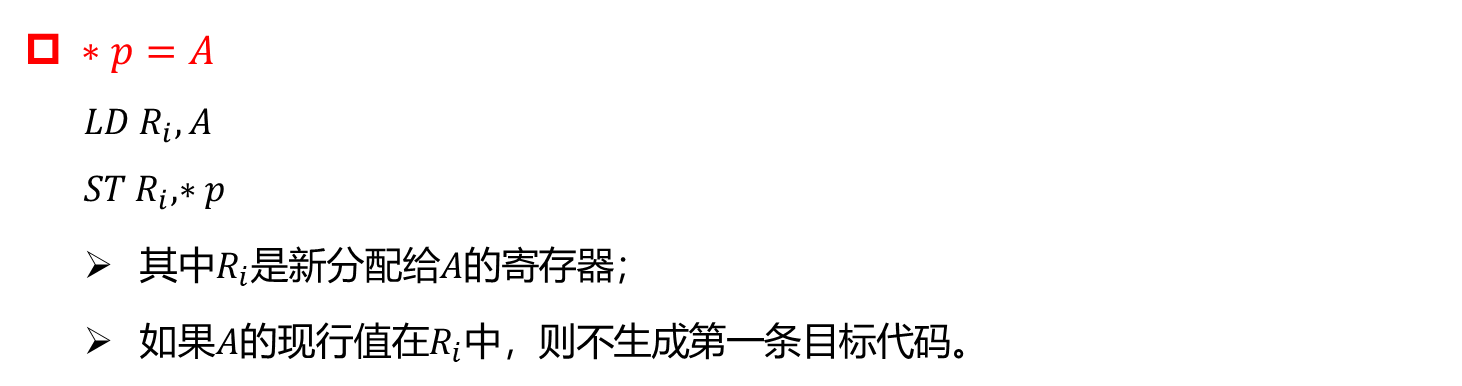 ∗ p = A
LD Rᵢ, A
ST Rᵢ,∗ p
其中Rᵢ是新分配给A的寄存器；
如果A的现行值在Rᵢ中，则不生成第一条目标代码。